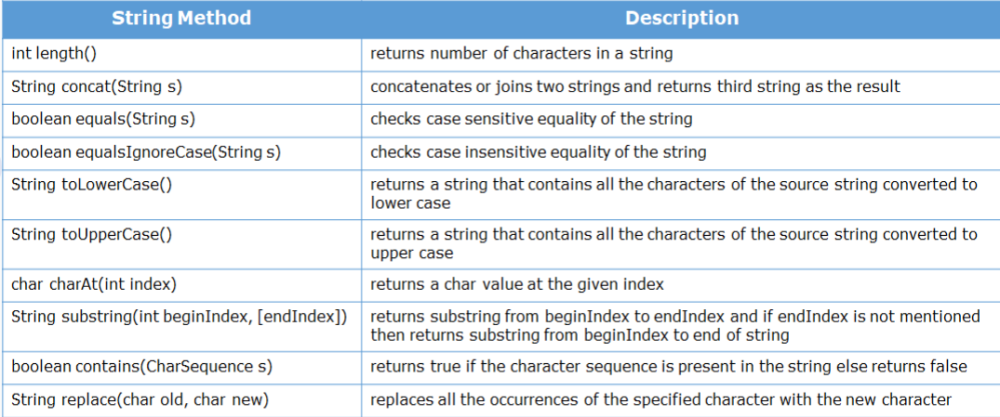 String Method Description
int length() returns number of characters in a string
String concat(String s) concatenates or joins two strings and returns third string as the result
boolean equals(String s) checks case sensitive equality of the string
boolean equalsIgnoreCase(String s) checks case insensitive equality of the string
String toLowerCase() returns a string that contains all the characters of the source string converted to
lower case
String toUpperCase() returns a string that contains all the characters of the source string converted to
upper case
char charAt(int index) returns a char value at the given index
String substring(int beginIndex, [endIndex]) returns substring from beginIndex to endIndex and if endIndex is not mentioned
then returns substring from beginIndex to end of string
boolean contains(CharSequence s) returns true if the character sequence is present in the string else returns false
String replace(char old, char new) replaces all the occurrences of the specified character with the new character